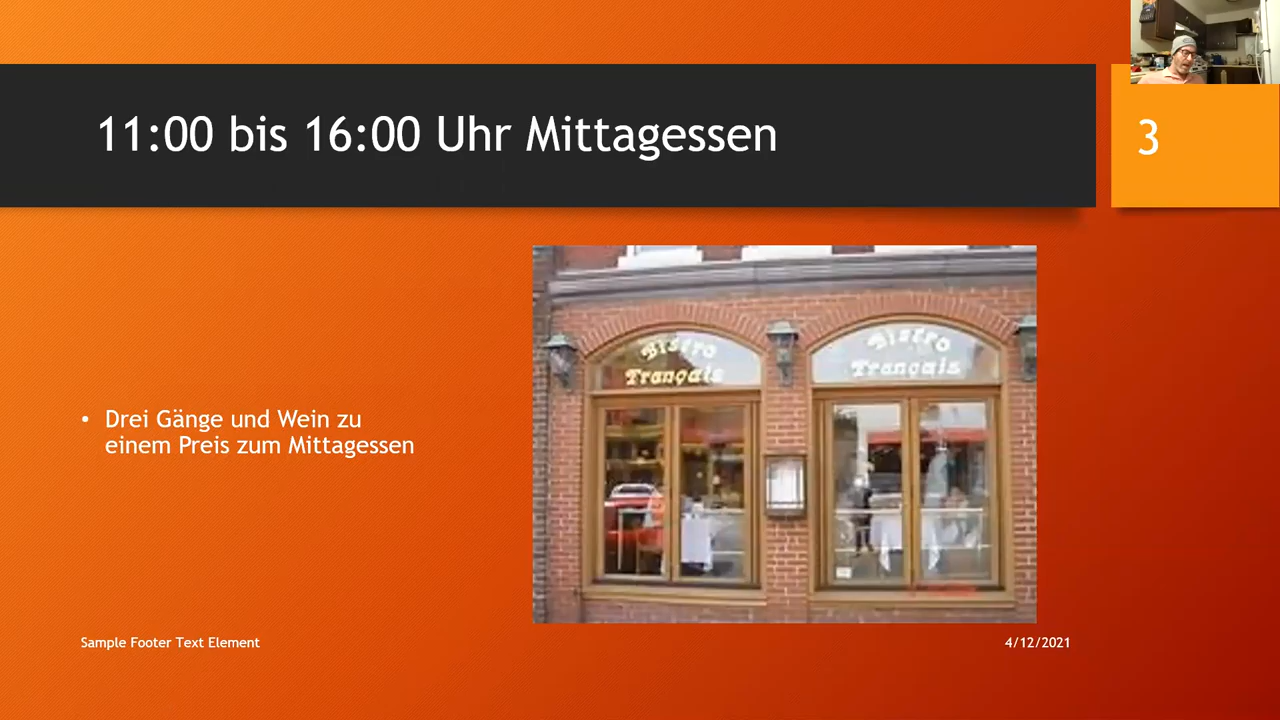 11:00 bis 16:00 Uhr Mittagessen
3
• Drei Gänge und Wein zu
einem Preis zum Mittagessen
Bistro
Français
Bistro
Français
Sample Footer Text Element
4/12/2021